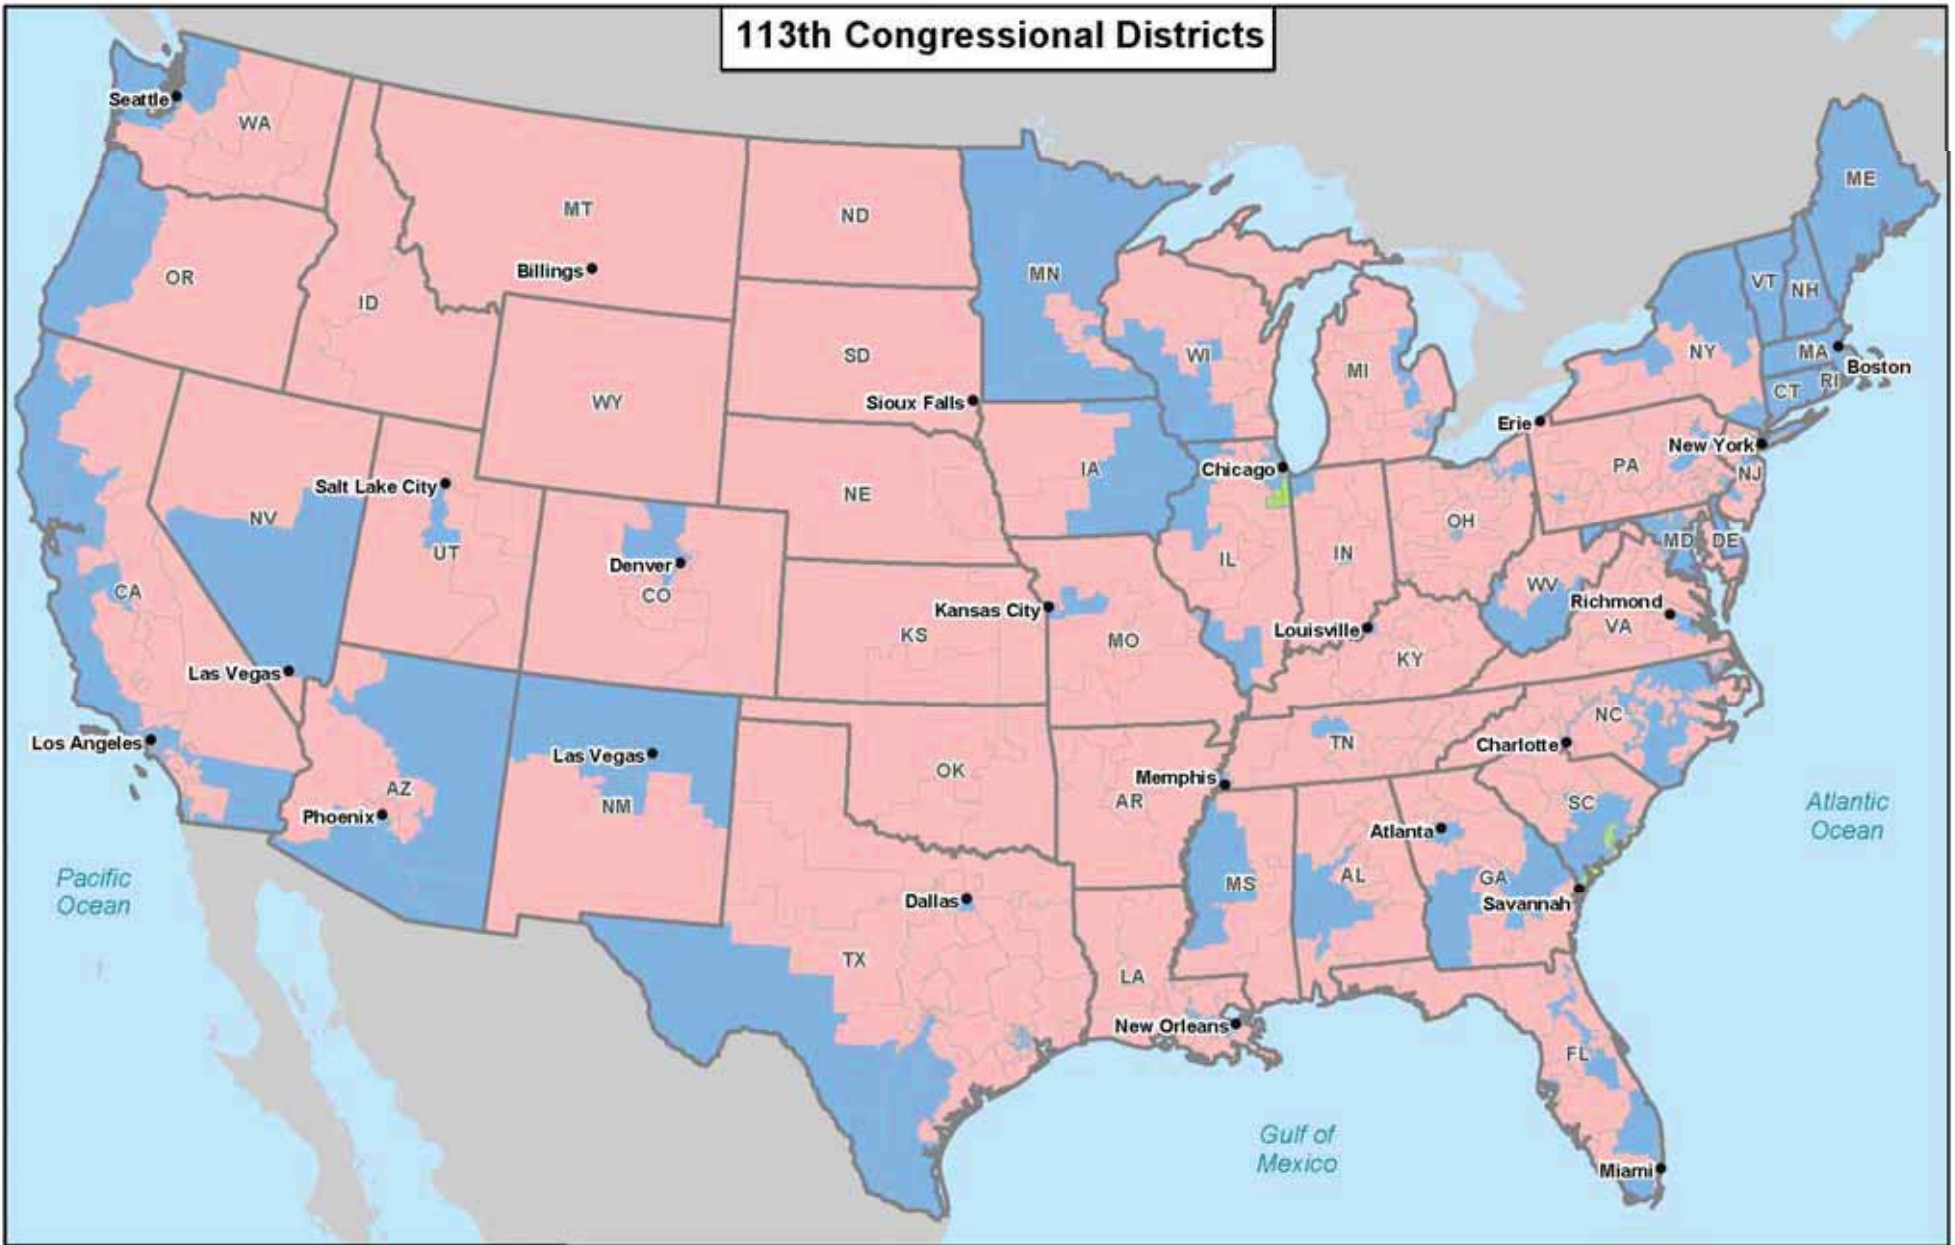 113th Congressional Districts
Seattle
WA
MT
ND
ME
OR
ID
Billings
MN
VT
NH
SD
WI
MI
NY
MA
Boston
WY
Sioux Falls
CT
RI
Erie
New York
Chicago
IA
PA
NJ
Salt Lake City
NE
NV
UT
OH
MD
DE
Denver
CO
IL
IN
WV
CA
Kansas City
KS
MO
Louisville
Richmond
VA
KY
Las Vegas
Los Angeles
Las Vegas
NC
TN
Charlotte
OK
AZ
NM
Phoenix
Memphis
AR
SC
Atlanta
Atlantic
Ocean
Pacific
Ocean
Dallas
MS
AL
GA
Savannah
TX
LA
New Orleans
FL
Gulf of
Mexico
Miami